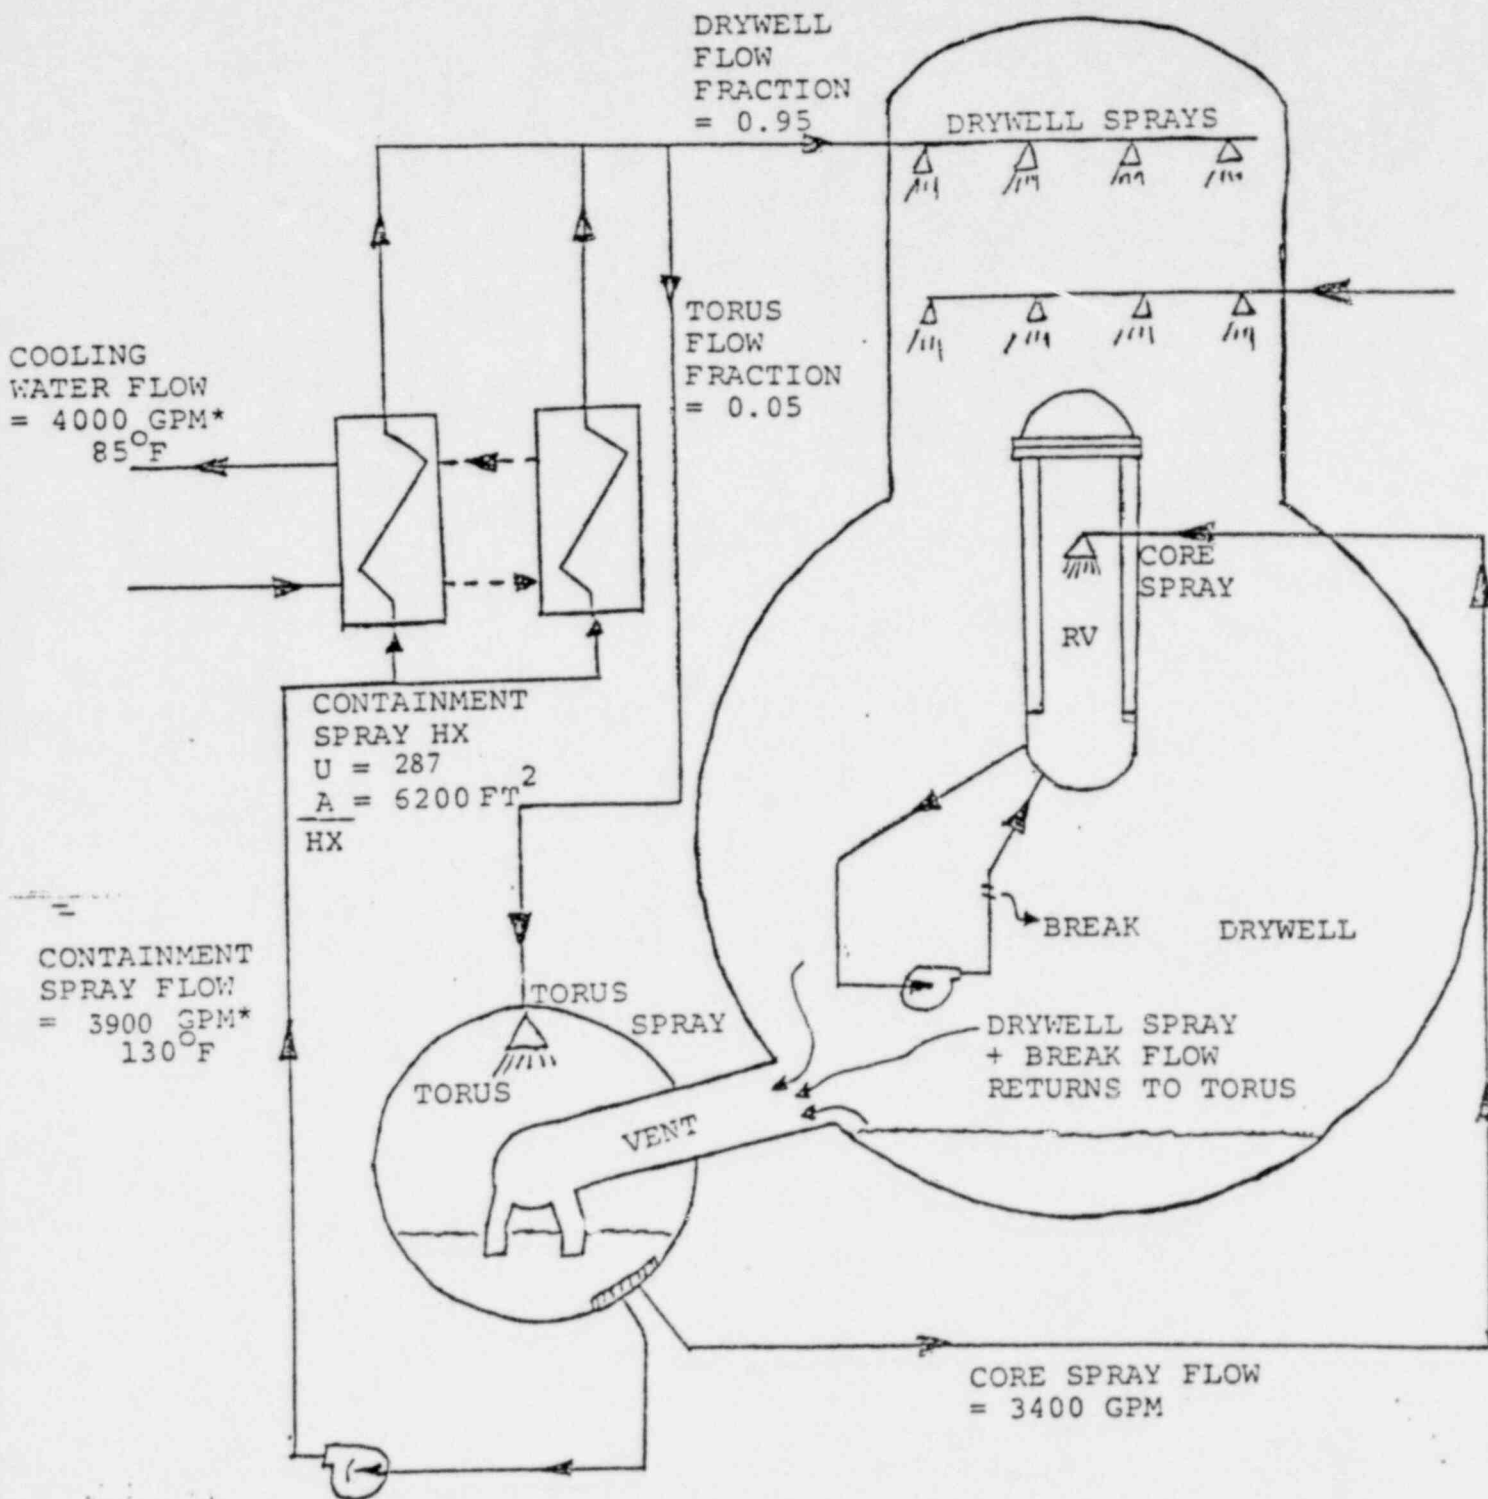 DRYWELL
FLOW
FRACTION
= 0.95
DRYWELL SPRAYS
TORUS
FLOW
FRACTION
= 0.05
COOLING
WATER FLOW
= 4000 GPM*
85°F
CORE
SPRAY
RV
CONTAINMENT
SPRAY HX
U = 287
A = 5200 FT²
HX
BREAK
DRYWELL
CONTAINMENT
SPRAY FLOW
= 3900 GPM*
130°F
TORUS
SPRAY
DRYWELL SPRAY
+ BREAK FLOW
RETURNS TO TORUS
TORUS
VENT
CORE SPRAY FLOW
= 3400 GPM